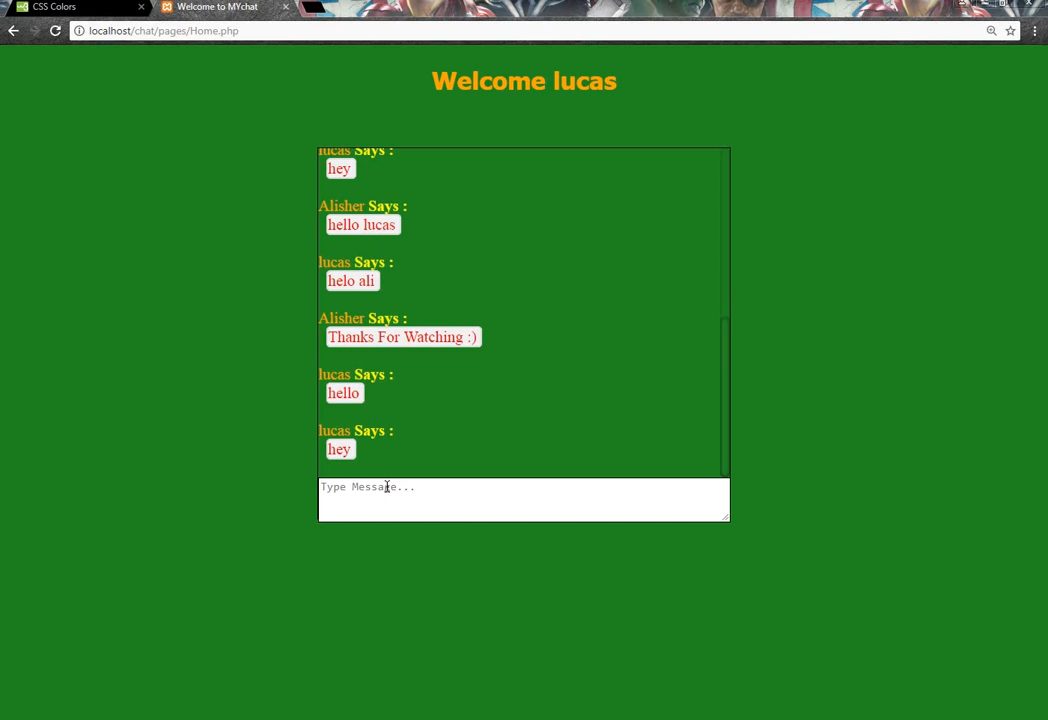 CSS Colors
Welcome to MYchat
localhost/chat/pages/Home.php
Welcome lucas
lucas Says :
hey
Alisher Says :
hello lucas
lucas Says :
helo ali
Alisher Says :
Thanks For Watching :)
lucas Says :
hello
lucas Says :
hey
Type Message...